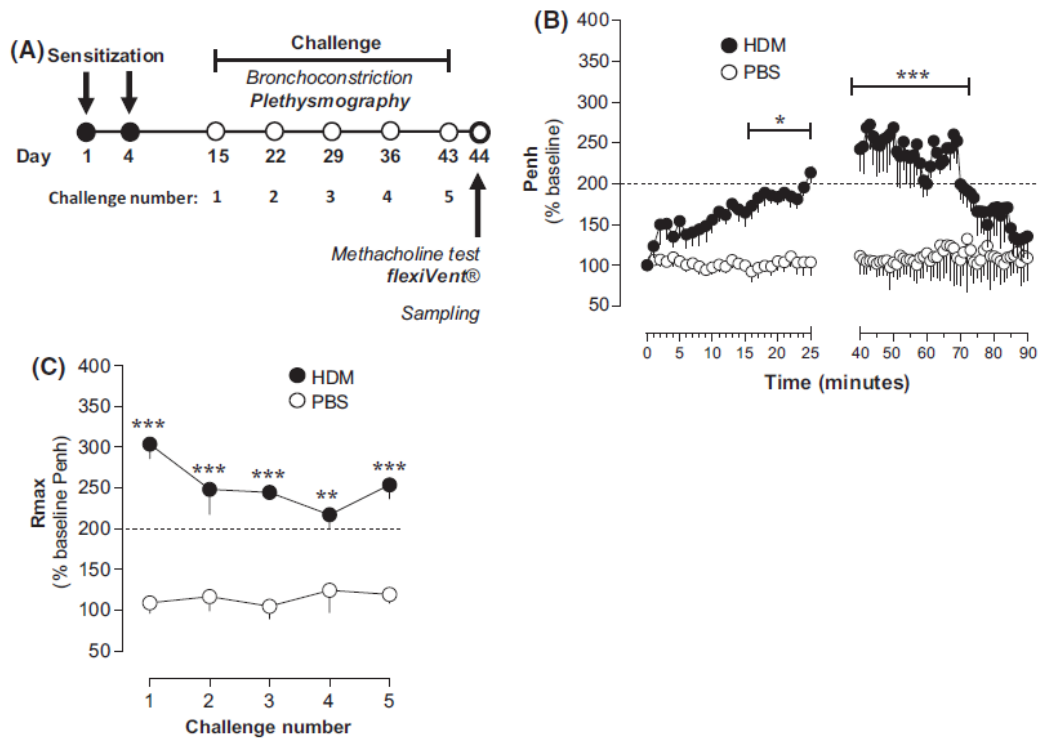 (A)
Sensitization
Challenge
Bronchoconstriction
Plethysmography
Day 1 4 15 22 29 36 43 44
Challenge number: 1 2 3 4 5
Methacholine test
flexiVent®
Sampling
(B)
HDM
PBS
***
*
Penh
(% baseline)
400
350
300
250
200
150
100
50
0 5 10 15 20 25 40 50 60 70 80 90
Time (minutes)
(C)
HDM
PBS
*** *** *** ** ***
Rmax
(% baseline Penh)
400
350
300
250
200
150
100
50
1 2 3 4 5
Challenge number